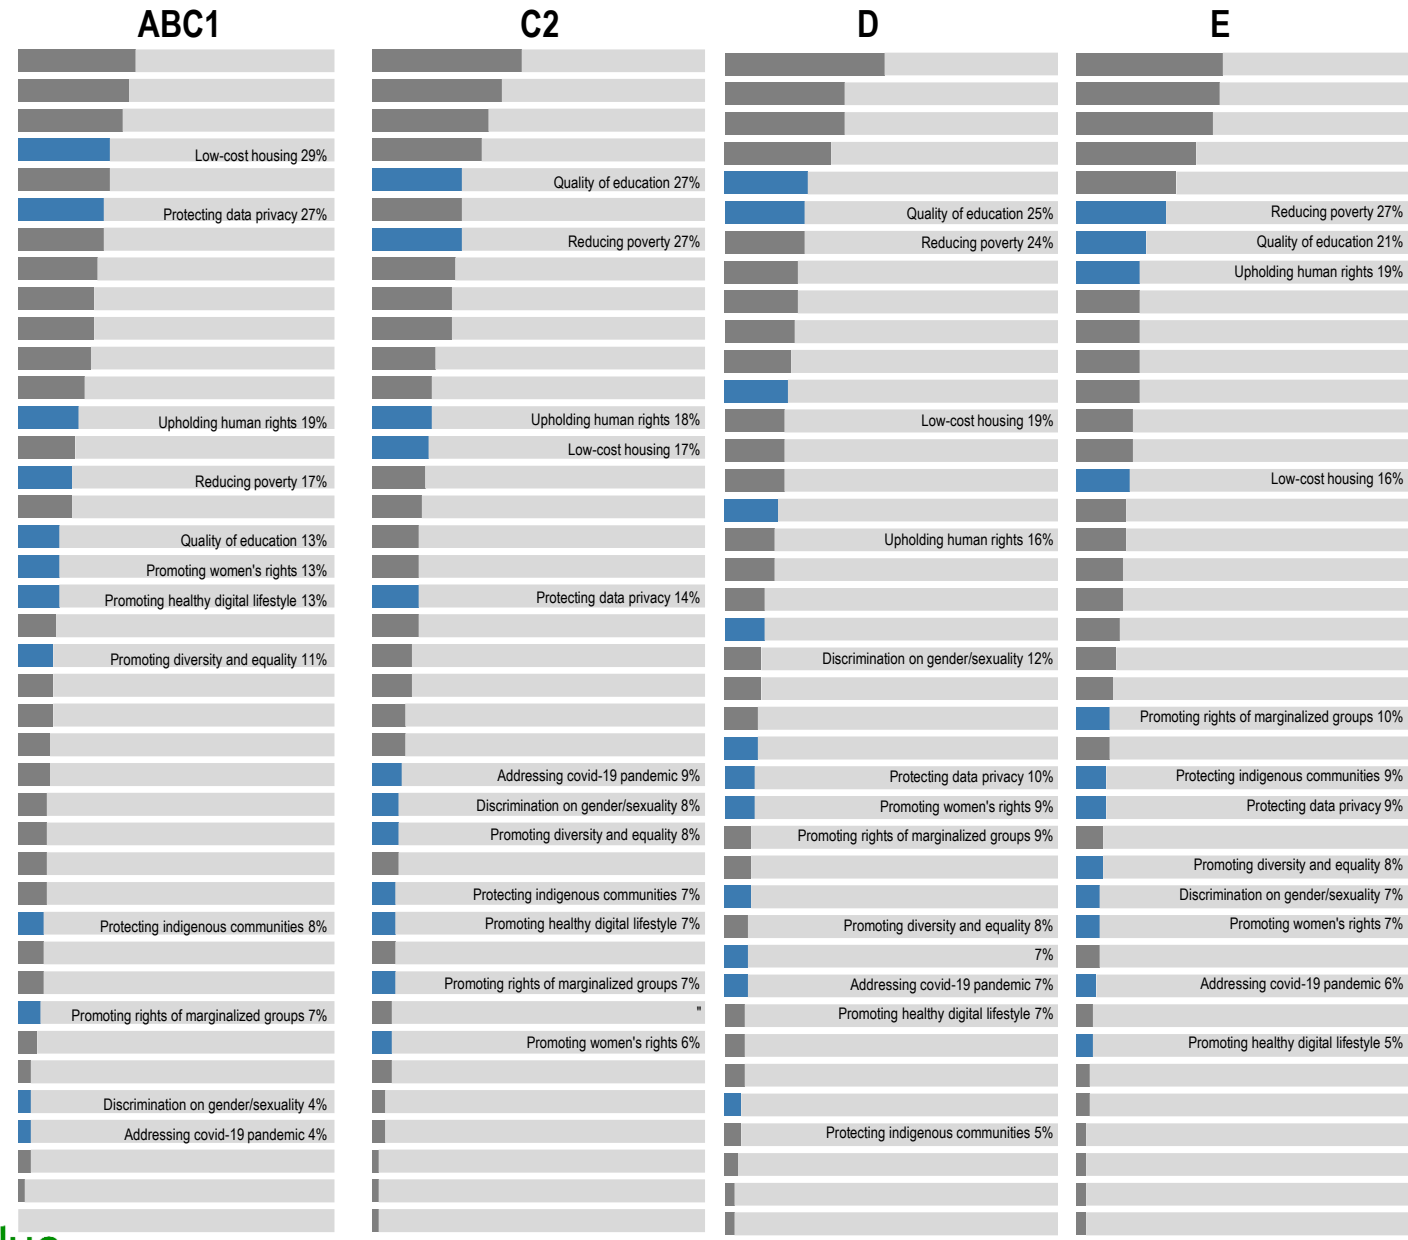 ABC1
Low-cost housing 29%
Protecting data privacy 27%
Upholding human rights 19%
Reducing poverty 17%
Quality of education 13%
Promoting women's rights 13%
Promoting healthy digital lifestyle 13%
Promoting diversity and equality 11%
Protecting indigenous communities 8%
Promoting rights of marginalized groups 7%
Discrimination on gender/sexuality 4%
Addressing covid-19 pandemic 4%
C2
Quality of education 27%
Reducing poverty 27%
Upholding human rights 18%
Low-cost housing 17%
Protecting data privacy 14%
Addressing covid-19 pandemic 9%
Discrimination on gender/sexuality 8%
Promoting diversity and equality 8%
Protecting indigenous communities 7%
Promoting healthy digital lifestyle 7%
Promoting rights of marginalized groups 7%
"
Promoting women's rights 6%
D
Quality of education 25%
Reducing poverty 24%
Low-cost housing 19%
Upholding human rights 16%
Discrimination on gender/sexuality 12%
Protecting data privacy 10%
Promoting women's rights 9%
Promoting rights of marginalized groups 9%
Promoting diversity and equality 8%
7%
Addressing covid-19 pandemic 7%
Promoting healthy digital lifestyle 7%
Protecting indigenous communities 5%
E
Reducing poverty 27%
Quality of education 21%
Upholding human rights 19%
Low-cost housing 16%
Promoting rights of marginalized groups 10%
Protecting indigenous communities 9%
Protecting data privacy 9%
Promoting diversity and equality 8%
Discrimination on gender/sexuality 7%
Promoting women's rights 7%
Addressing covid-19 pandemic 6%
Promoting healthy digital lifestyle 5%